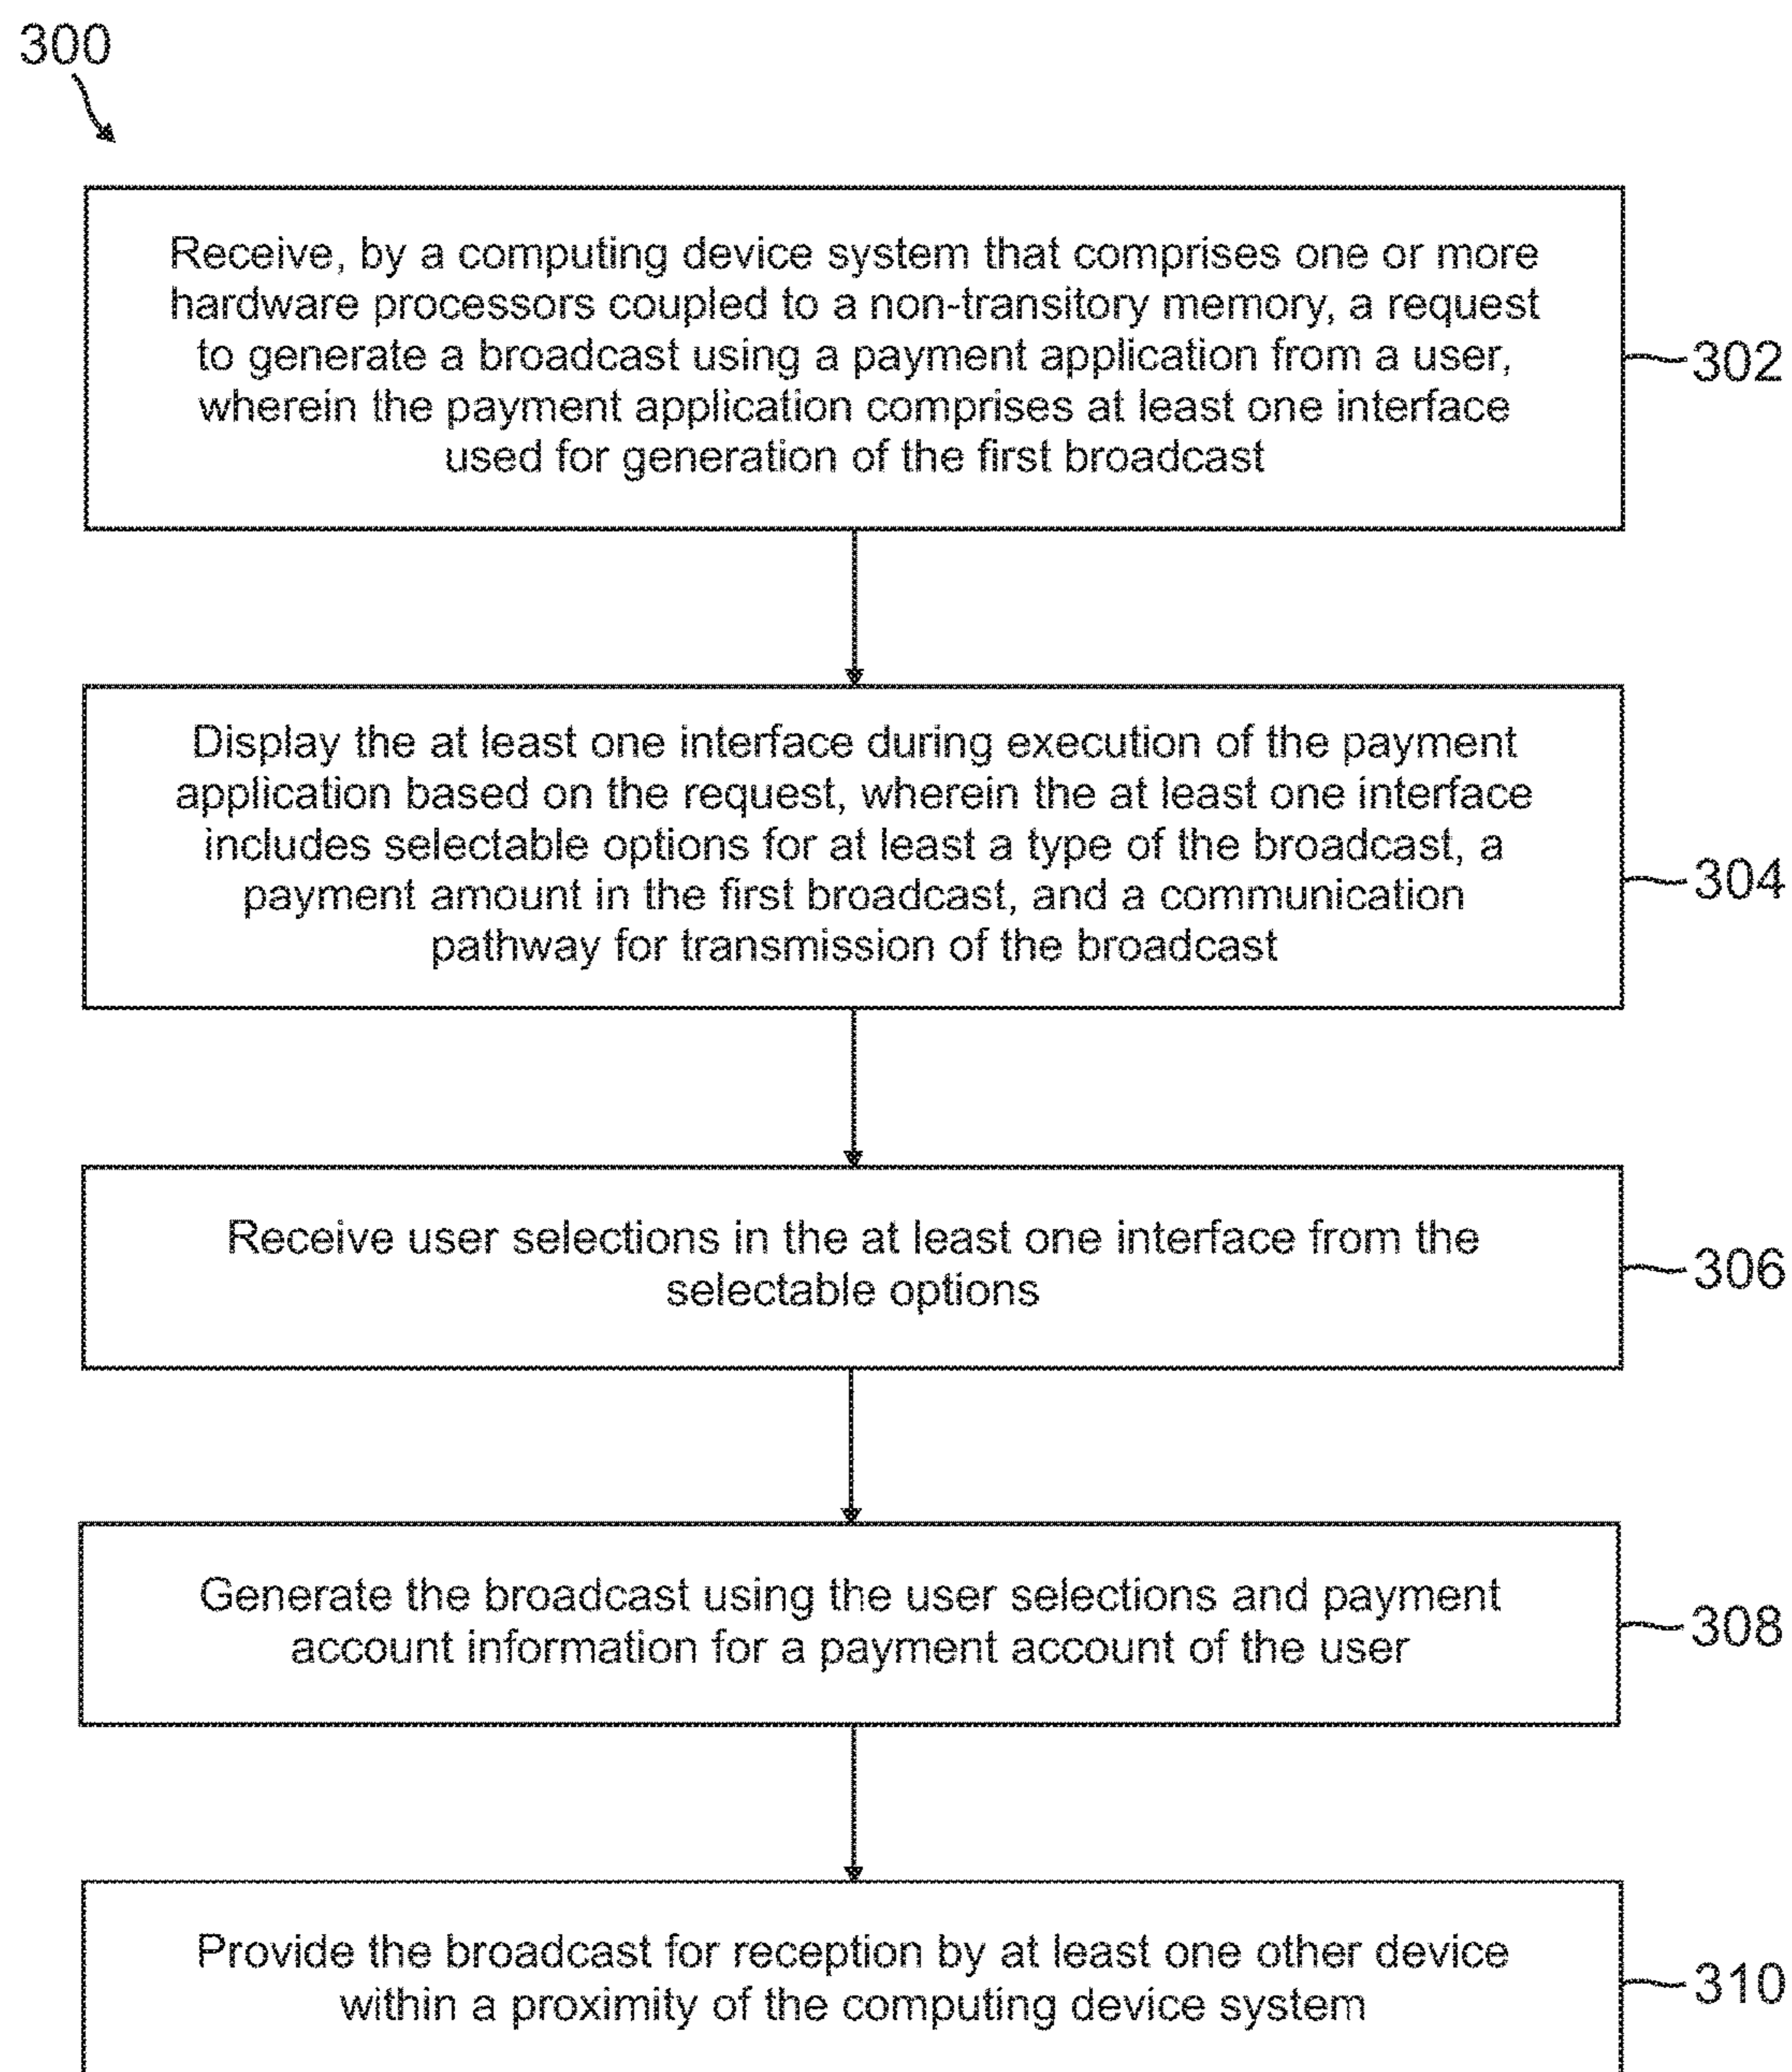 300
Receive, by a computing device system that comprises one or more
hardware processors coupled to a non-transitory memory, a request
to generate a broadcast using a payment application from a user,
wherein the payment application comprises at least one interface
used for generation of the first broadcast
302
Display the at least one interface during execution of the payment
application based on the request, wherein the at least one interface
includes selectable options for at least a type of the broadcast, a
payment amount in the first broadcast, and a communication
pathway for transmission of the broadcast
304
Receive user selections in the at least one interface from the
selectable options
306
Generate the broadcast using the user selections and payment
account information for a payment account of the user
308
Provide the broadcast for reception by at least one other device
within a proximity of the computing device system
310